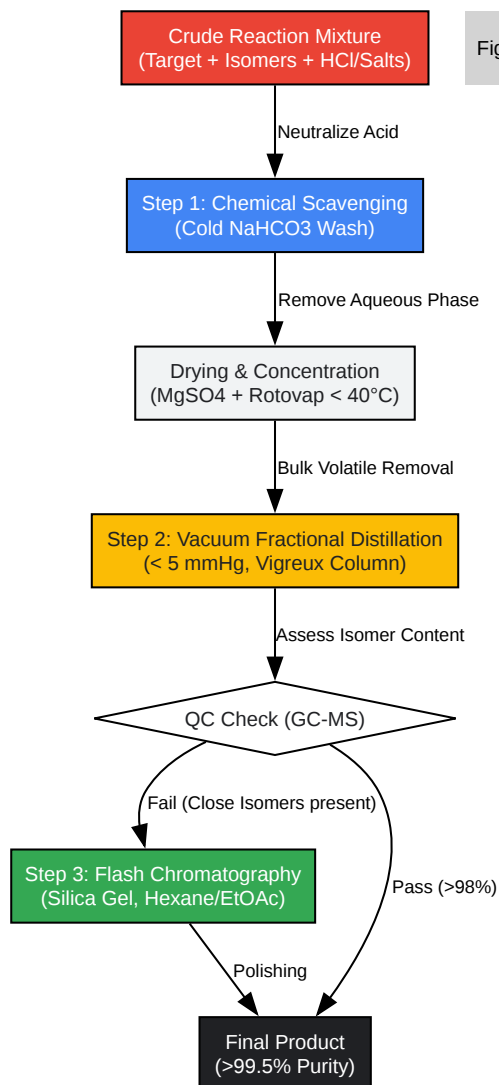 Crude Reaction Mixture
(Target + Isomers + HCl/Salts)
Fig
Neutralize Acid
Step 1: Chemical Scavenging
(Cold NaHCO3 Wash)
Remove Aqueous Phase
Drying & Concentration
(MgSO4 + Rotovap < 40°C)
Bulk Volatile Removal
Step 2: Vacuum Fractional Distillation
(< 5 mmHg, Vigreux Column)
Assess Isomer Content
QC Check (GC-MS)
Fail (Close Isomers present)
Step 3: Flash Chromatography
(Silica Gel, Hexane/EtOAc)
Pass (>98%)
Polishing
Final Product
(>99.5% Purity)